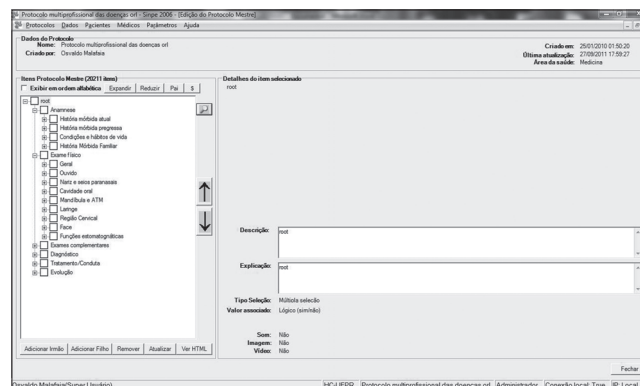 Protocolo multiprofissional das doenças orl - Sinpe 2006 - [Edição do Protocolo Mestre]
Protocolos Dados Pacientes Médicos Parâmetros Ajuda
Dados do Protocolo
Nome: Protocolo multiprofissional das doenças orl
Criado por: Osvaldo Malafaia
Criado em: 25/01/2010 01:50:20
Última atualização: 27/09/2011 17:59:27
Área da saúde: Medicina
Itens Protocolo Mestre (20211 itens)
Exibir em ordem alfabética Expandir Reduzir Pai $
root
Anamnese
História mórbida atual
História mórbida pregressa
Condições e hábitos de vida
História Mórbida Familiar
Exame físico
Geral
Ouvido
Nariz e seios paranasais
Cavidade oral
Mandíbula e ATM
Laringe
Região Cervical
Face
Funções estomatognáticas
Exames complementares
Diagnóstico
Tratamento/Conduta
Evolução
Adicionar Irmão Adicionar Filho Remover Atualizar Ver HTML
Detalhes do item selecionado
root
Descrição: root
Explicação: root
Tipo Seleção: Múltiola selecão
Valor associado: Lógico (sim/não)
Som: Não
Imagem: Não
Vídeo: Não
Fechar
Osvaldo Malafaia(Super Usuário) HC-UFPR Protocolo multiprofissional das doenças orl Administrador Conexão local: True IP: Local